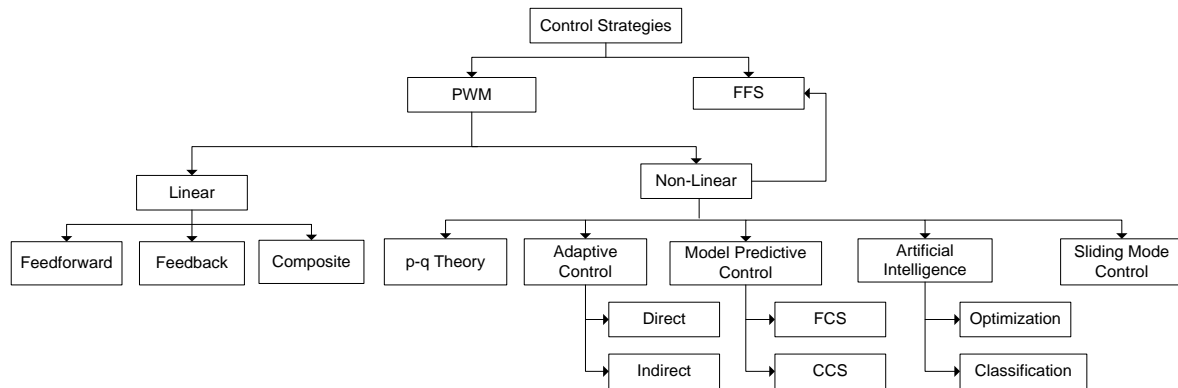 Control Strategies
PWM
FFS
Linear
Non-Linear
Feedforward
Feedback
Composite
p-q Theory
Adaptive
Control
Model Predictive
Control
Artificial
Intelligence
Sliding Mode
Control
Direct
FCS
Optimization
Indirect
CCS
Classification